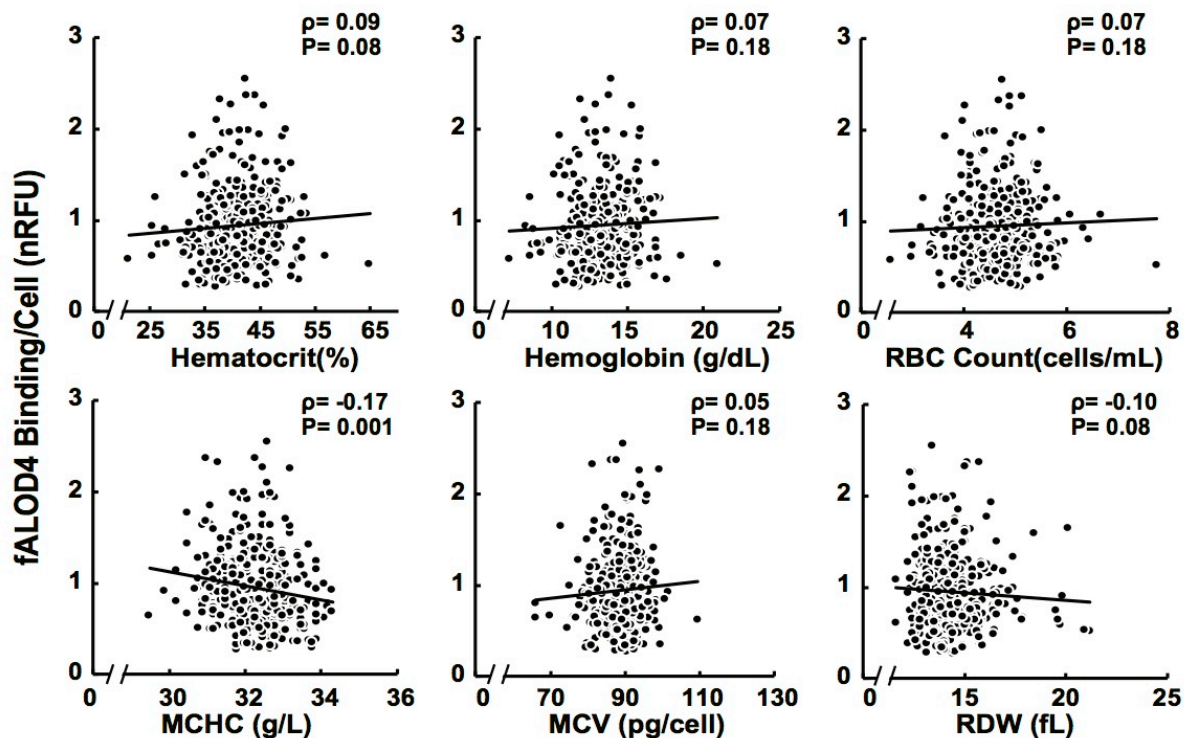 fALOD4 Binding/Cell (nRFU)
ρ= 0.09
P= 0.08
3
2
1
0
0 25 35 45 55 65
Hematocrit(%)
ρ= 0.07
P= 0.18
3
2
1
0
0 10 15 20 25
Hemoglobin (g/dL)
ρ= 0.07
P= 0.18
3
2
1
0
0 4 6 8
RBC Count(cells/mL)
ρ= -0.17
P= 0.001
3
2
1
0
0 30 32 34 36
MCHC (g/L)
ρ= 0.05
P= 0.18
3
2
1
0
0 70 90 110 130
MCV (pg/cell)
ρ= -0.10
P= 0.08
3
2
1
0
0 15 20 25
RDW (fL)